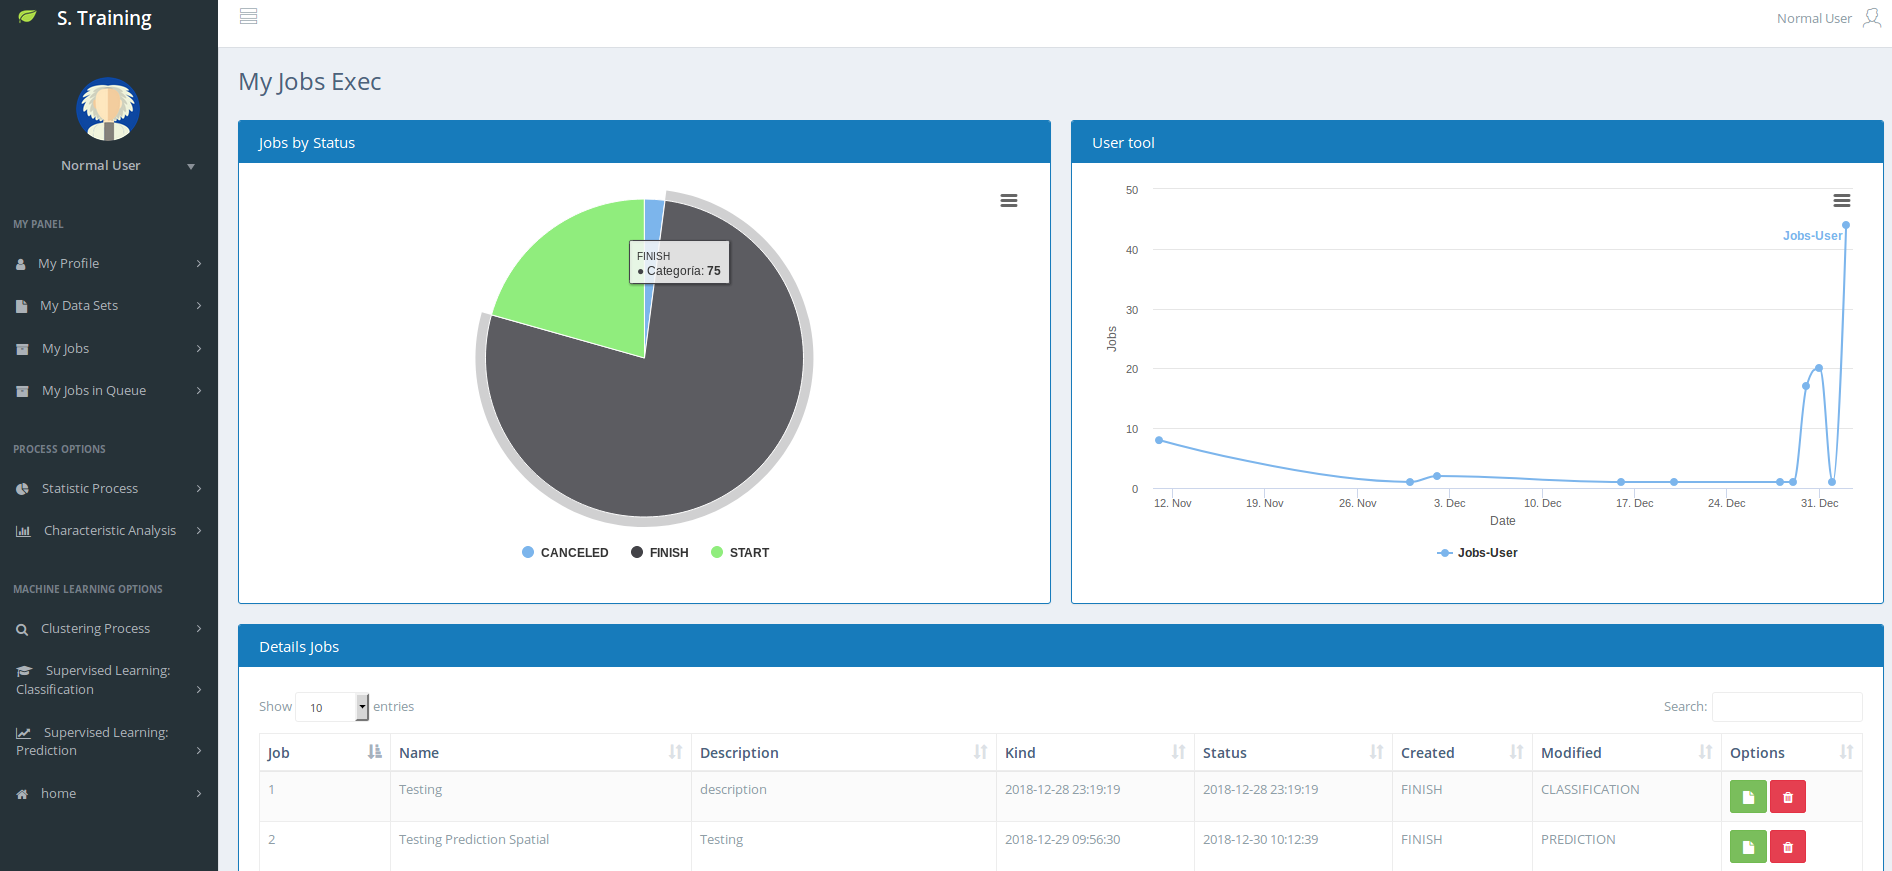 S. Training
Normal User
Normal User
MY PANEL
My Profile
My Data Sets
My Jobs
My Jobs in Queue
PROCESS OPTIONS
Statistic Process
Characteristic Analysis
MACHINE LEARNING OPTIONS
Clustering Process
Supervised Learning:
Classification
Supervised Learning:
Prediction
home
My Jobs Exec
Jobs by Status
FINISH
● Categoría: 75
CANCELED FINISH START
User tool
50
40
30
20
10
0
Jobs
Jobs-User
12. Nov 19. Nov 26. Nov 3. Dec 10. Dec 17. Dec 24. Dec 31. Dec
Date
Jobs-User
Details Jobs
Show 10 entries Search:
Job Name Description Kind Status Created Modified Options
1 Testing description 2018-12-28 23:19:19 2018-12-28 23:19:19 FINISH CLASSIFICATION
2 Testing Prediction Spatial Testing 2018-12-29 09:56:30 2018-12-30 10:12:39 FINISH PREDICTION